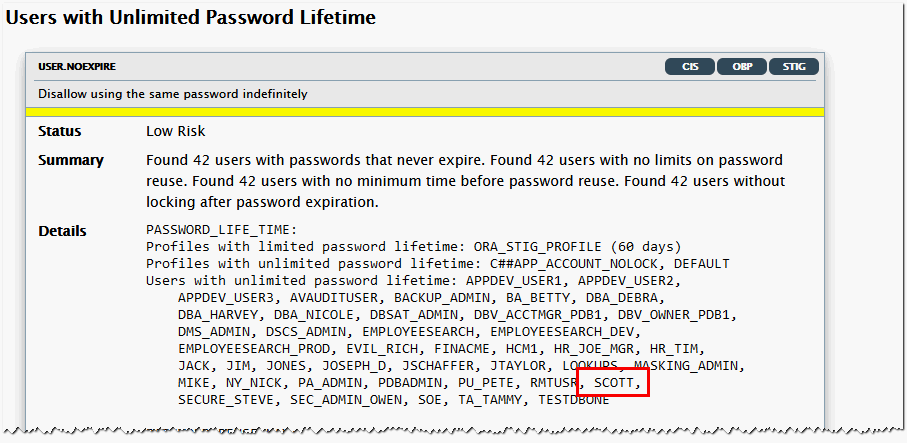 Users with Unlimited Password Lifetime
USER.NOEXPIRE CIS OBP STIG
Disallow using the same password indefinitely
Status Low Risk
Summary Found 42 users with passwords that never expire. Found 42 users with no limits on password
reuse. Found 42 users with no minimum time before password reuse. Found 42 users without
locking after password expiration.
Details PASSWORD_LIFE_TIME:
Profiles with limited password lifetime: ORA_STIG_PROFILE (60 days)
Profiles with unlimited password lifetime: C##APP_ACCOUNT_NOLOCK, DEFAULT
Users with unlimited password lifetime: APPDEV_USER1, APPDEV_USER2,
APPDEV_USER3, AVAUDITUSER, BACKUP_ADMIN, BA_BETTY, DBA_DEBRA,
DBA_HARVEY, DBA_NICOLE, DBSAT_ADMIN, DBV_ACCTMGR_PDB1, DBV_OWNER_PDB1,
DMS_ADMIN, DSCS_ADMIN, EMPLOYEESEARCH, EMPLOYEESEARCH_DEV,
EMPLOYEESEARCH_PROD, EVIL_RICH, FINACME, HCM1, HR_JOE_MGR, HR_TIM,
JACK, JIM, JONES, JOSEPH_D, JSCHAFFER, JTAYLOR, LOOKUPS, MASKING_ADMIN,
MIKE, NY_NICK, PA_ADMIN, PDBADMIN, PU_PETE, RMTUSR, SCOTT,
SECURE_STEVE, SEC_ADMIN_OWEN, SOE, TA_TAMMY, TESTDBONE